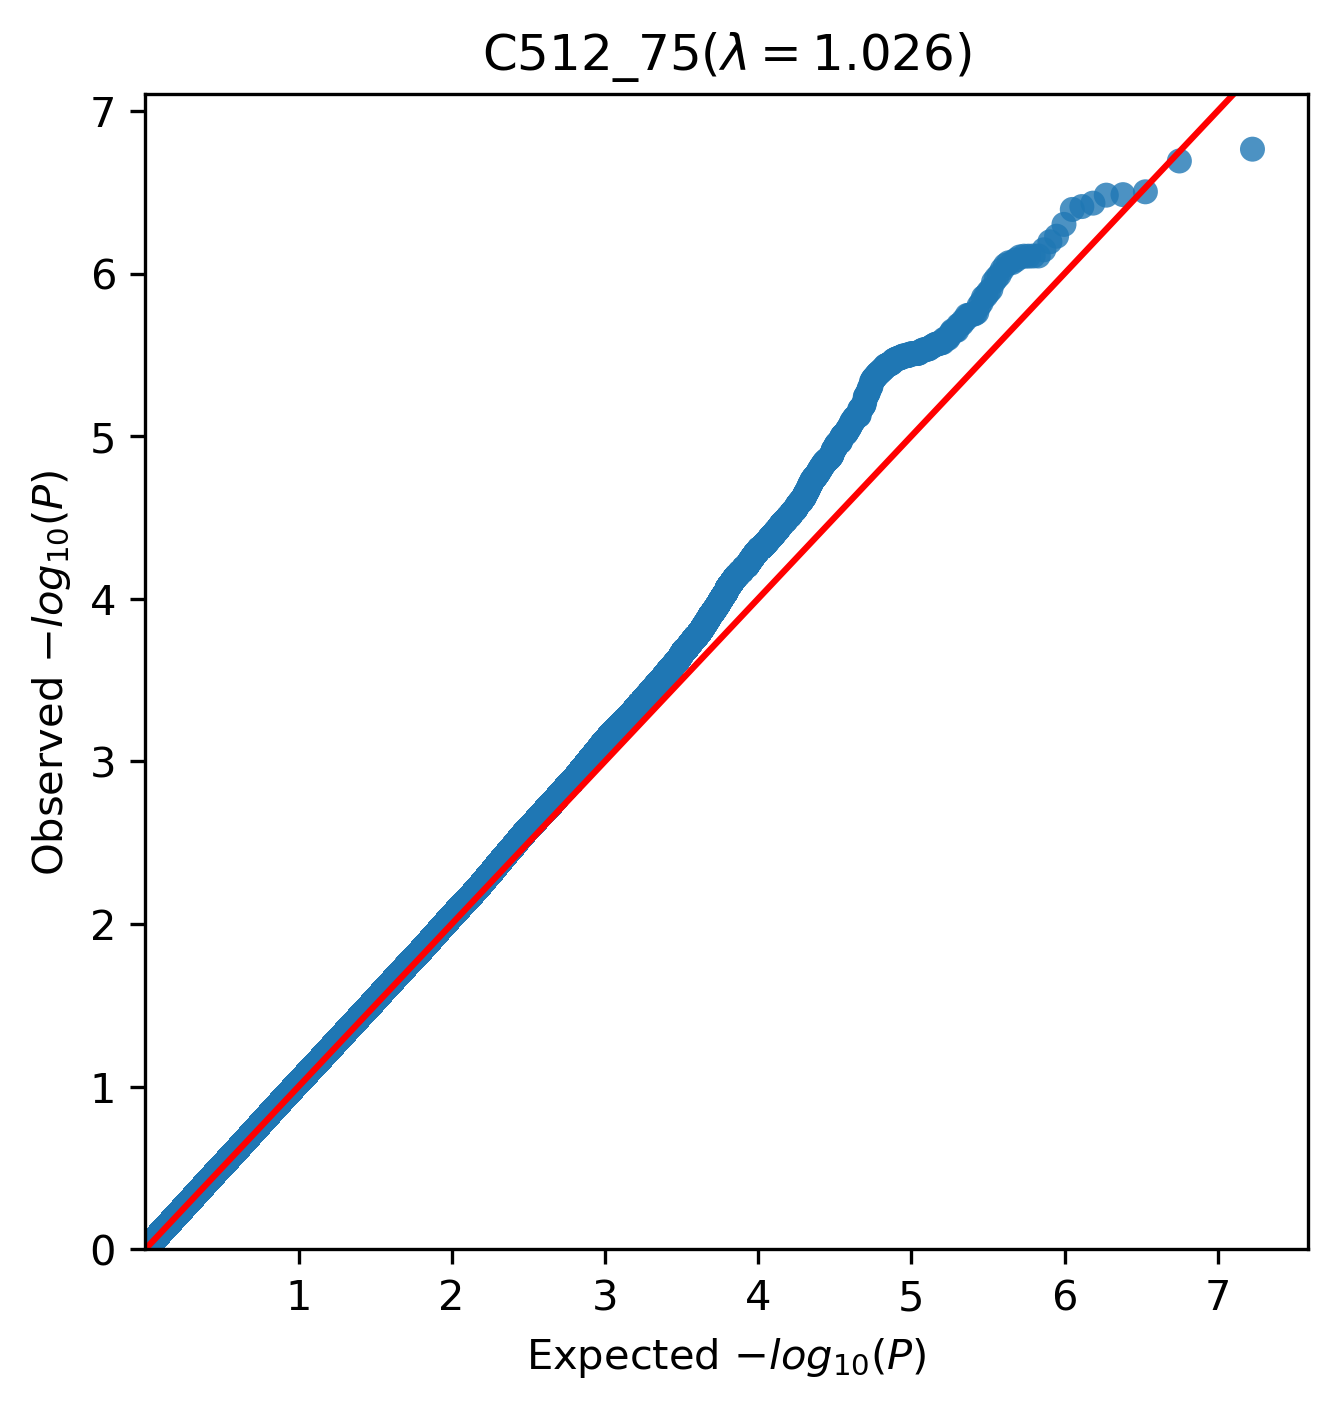 C512_75(λ = 1.026)
Observed −log₁₀(P)
7
6
5
4
3
2
1
0
1 2 3 4 5 6 7
Expected −log₁₀(P)